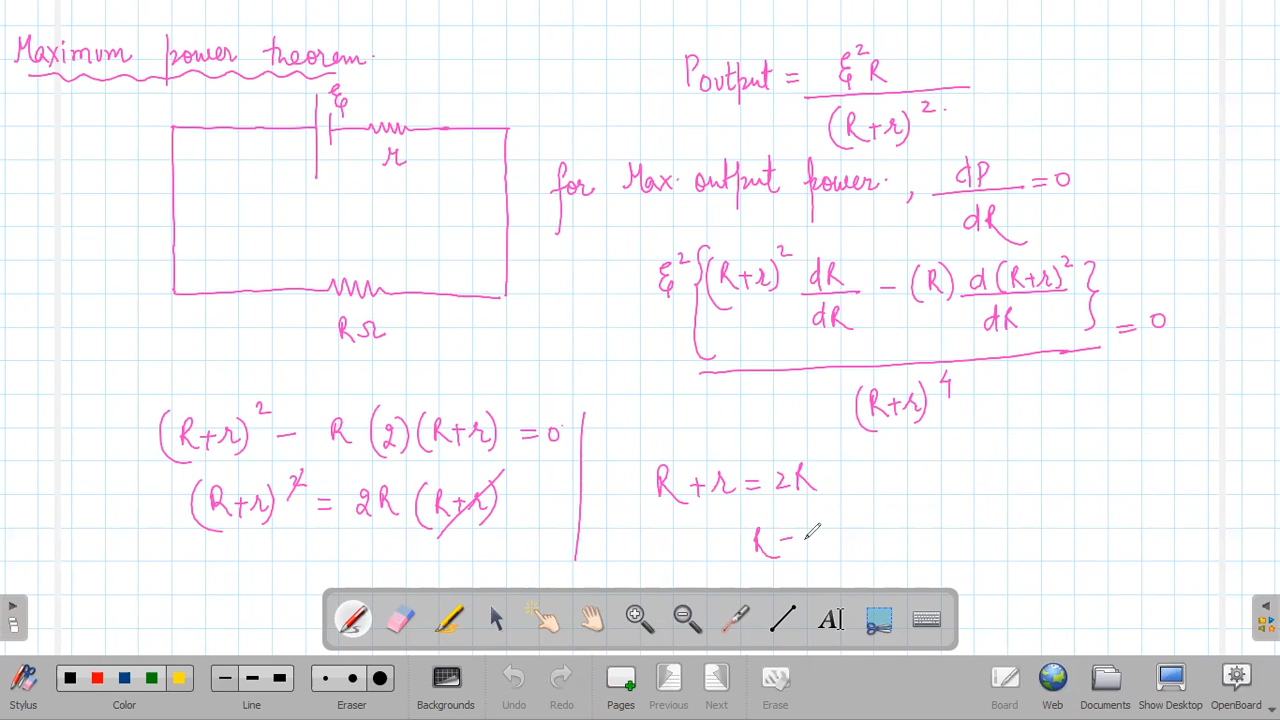 Maximum power theorem.
ξ
r
RΩ
Poutput = ξ²R / (R+r)².
for Max. output power. , dP/dR = 0
ξ² { (R+r)² dR/dR − (R) d(R+r)²/dR } / (R+r)⁴ = 0
(R+r)² − R (2)(R+r) = 0
(R+r)² = 2R (R+r)
R + r = 2R
R −
Stylus
Color
Line
Eraser
Backgrounds
Undo
Redo
Pages
Previous
Next
Erase
Board
Web
Documents
Show Desktop
OpenBoard